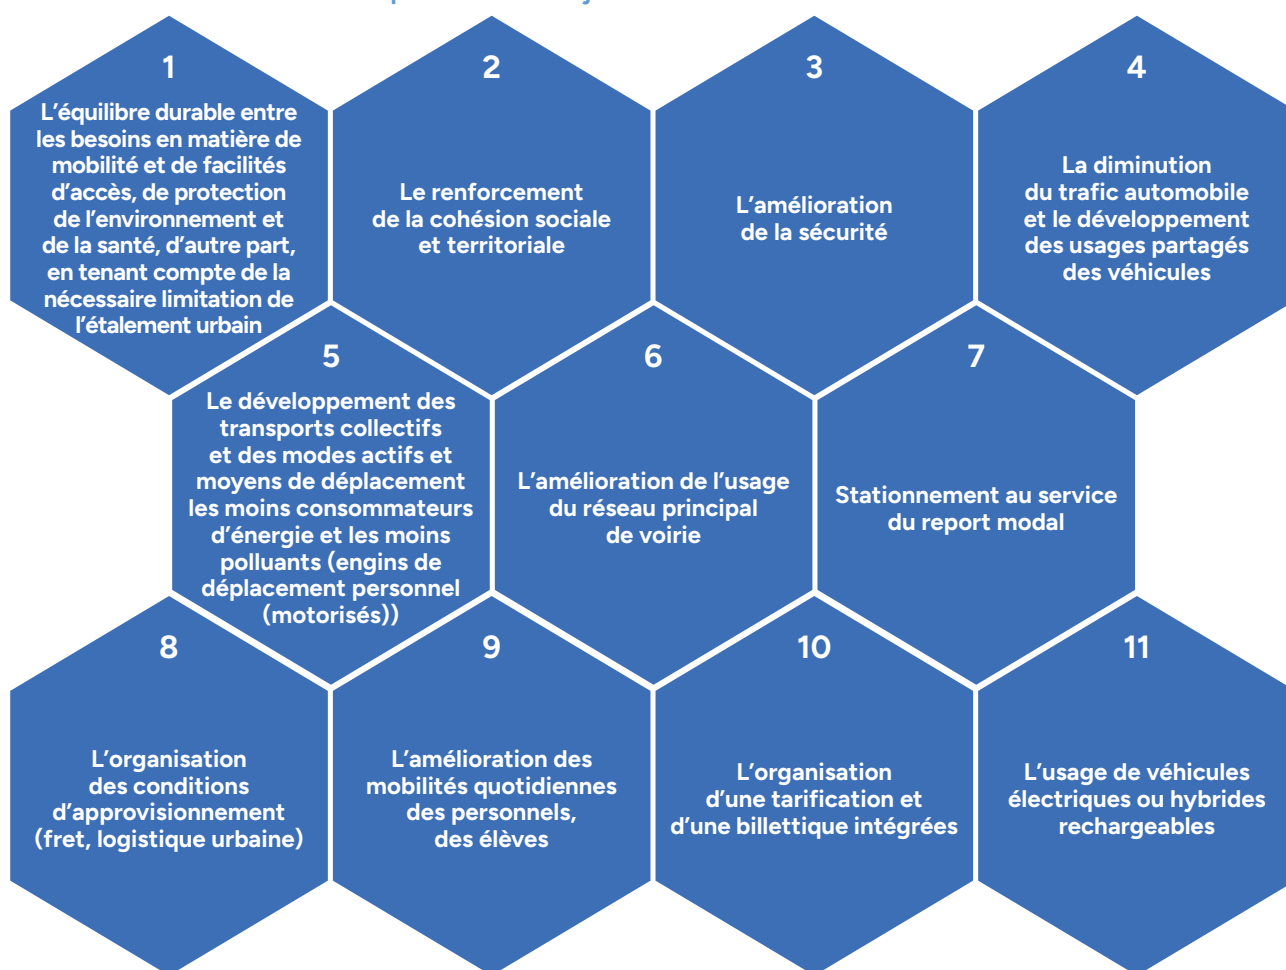 1
L'équilibre durable entre
les besoins en matière de
mobilité et de facilités
d'accès, de protection
de l'environnement et
de la santé, d'autre part,
en tenant compte de la
nécessaire limitation de
l'étalement urbain
2
Le renforcement
de la cohésion sociale
et territoriale
3
L'amélioration
de la sécurité
4
La diminution
du trafic automobile
et le développement
des usages partagés
des véhicules
5
Le développement des
transports collectifs
et des modes actifs et
moyens de déplacement
les moins consommateurs
d'énergie et les moins
polluants (engins de
déplacement personnel
(motorisés))
6
L'amélioration de l'usage
du réseau principal
de voirie
7
Stationnement au service
du report modal
8
L'organisation
des conditions
d'approvisionnement
(fret, logistique urbaine)
9
L'amélioration des
mobilités quotidiennes
des personnels,
des élèves
10
L'organisation
d'une tarification et
d'une billettique intégrées
11
L'usage de véhicules
électriques ou hybrides
rechargeables